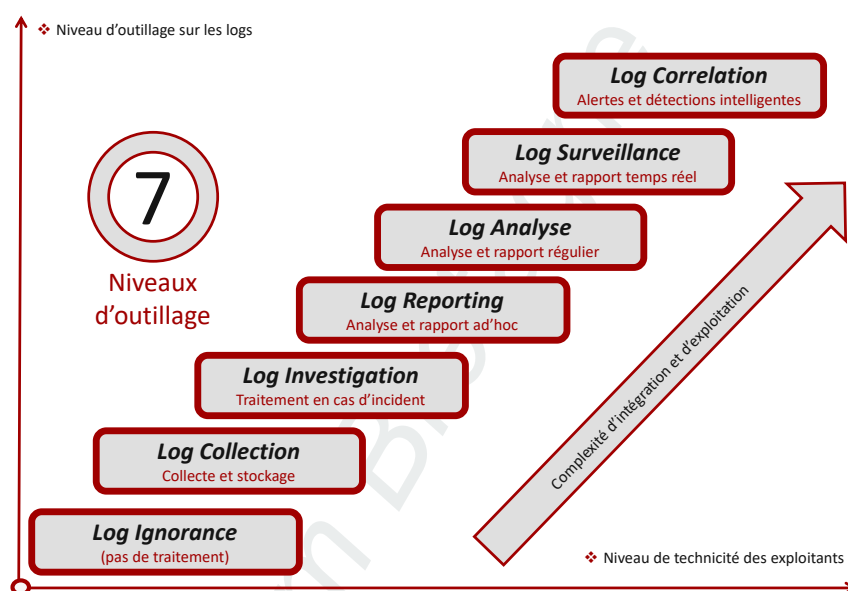 ❖ Niveau d'outillage sur les logs
Log Correlation
Alertes et détections intelligentes
Log Surveillance
Analyse et rapport temps réel
7
Niveaux
d'outillage
Log Analyse
Analyse et rapport régulier
Log Reporting
Analyse et rapport ad'hoc
Log Investigation
Traitement en cas d'incident
Log Collection
Collecte et stockage
Log Ignorance
(pas de traitement)
Complexité d'intégration et d'exploitation
❖ Niveau de technicité des exploitants